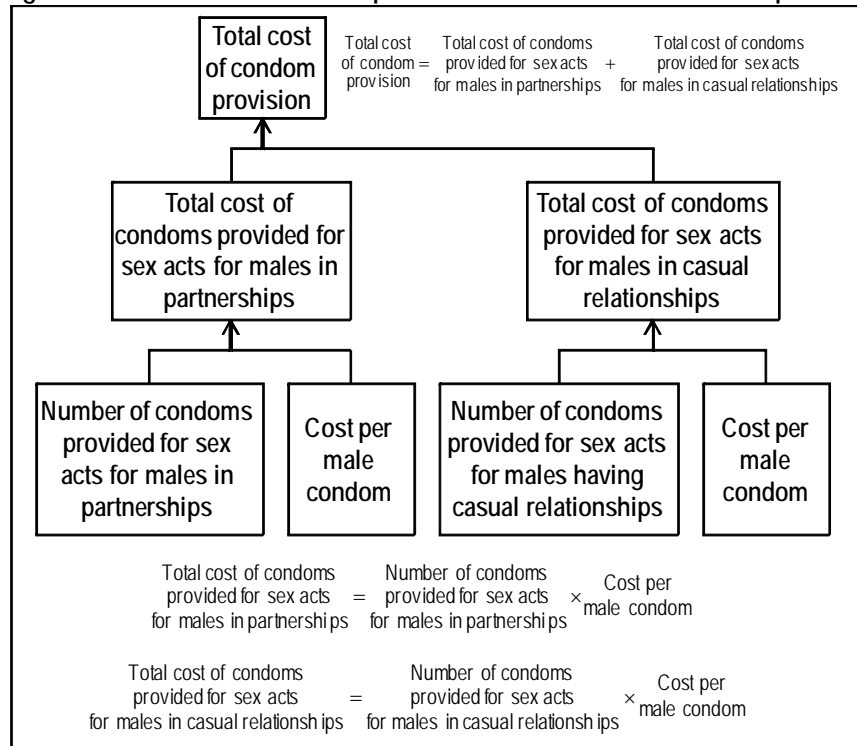 Total cost
of condom
provision
Total cost
of condom
provision
=
Total cost of condoms
provided for sex acts
for males in partnerships
+
Total cost of condoms
provided for sex acts
for males in casual relationships
Total cost of
condoms provided for
sex acts for males in
partnerships
Total cost of condoms
provided for sex acts
for males in casual
relationships
Number of condoms
provided for sex
acts for males in
partnerships
Cost per
male
condom
Number of condoms
provided for sex acts
for males having
casual relationships
Cost per
male
condom
Total cost of condoms
provided for sex acts
for males in partnerships
=
Number of condoms
provided for sex acts
for males in partnerships
×
Cost per
male condom
Total cost of condoms
provided for sex acts
for males in casual relationships
=
Number of condoms
provided for sex acts
for males in casual relationships
×
Cost per
male condom